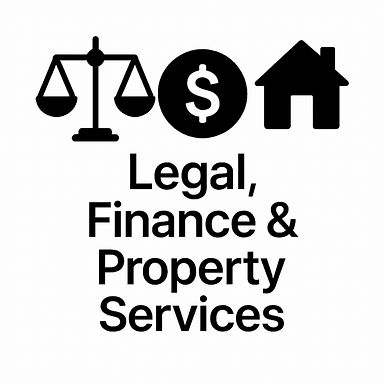 $
Legal,
Finance &
Property
Services